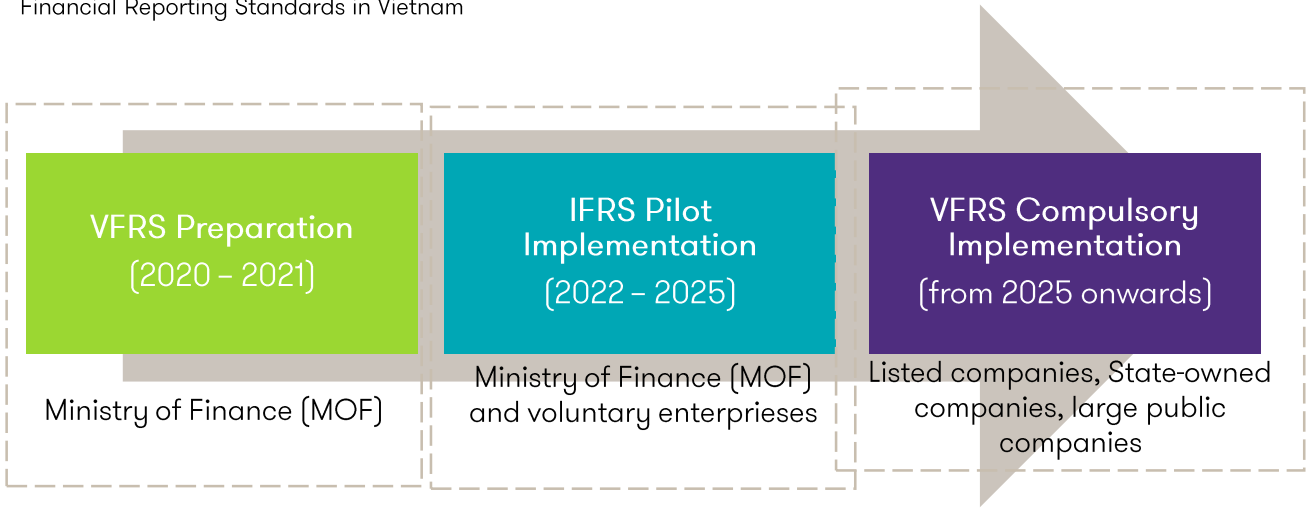 Financial Reporting Standards in Vietnam
VFRS Preparation
(2020 – 2021)
Ministry of Finance (MOF)
IFRS Pilot
Implementation
(2022 – 2025)
Ministry of Finance (MOF)
and voluntary enterprieses
VFRS Compulsory
Implementation
(from 2025 onwards)
Listed companies, State-owned
companies, large public
companies